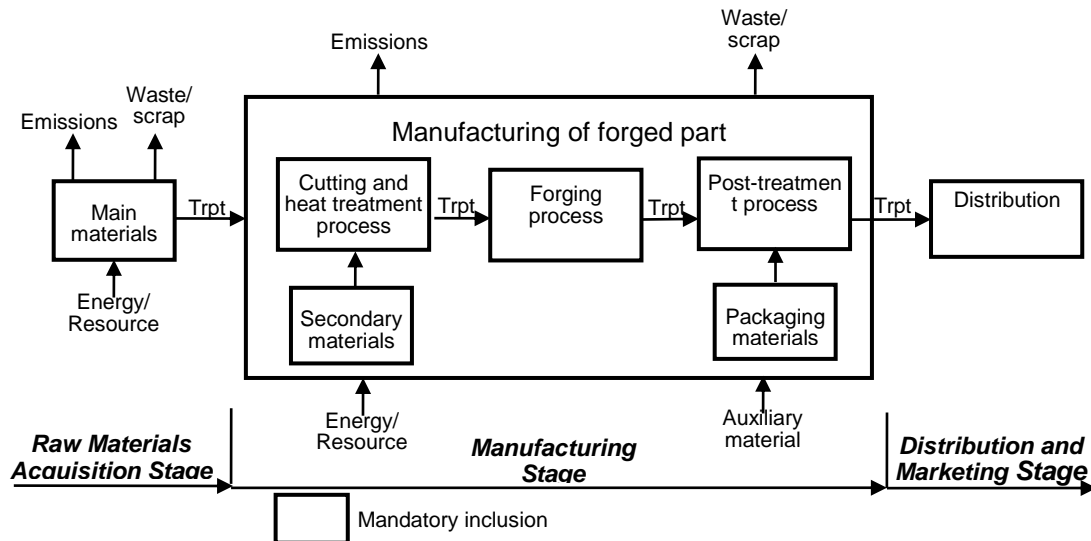 Emissions
Waste/
scrap
Emissions
Waste/
scrap
Manufacturing of forged part
Main
materials
Trpt
Cutting and
heat treatment
process
Trpt
Forging
process
Trpt
Post-treatmen
t process
Trpt
Distribution
Energy/
Resource
Secondary
materials
Packaging
materials
Energy/
Resource
Auxiliary
material
Raw Materials
Acquisition Stage
Manufacturing
Stage
Distribution and
Marketing Stage
Mandatory inclusion